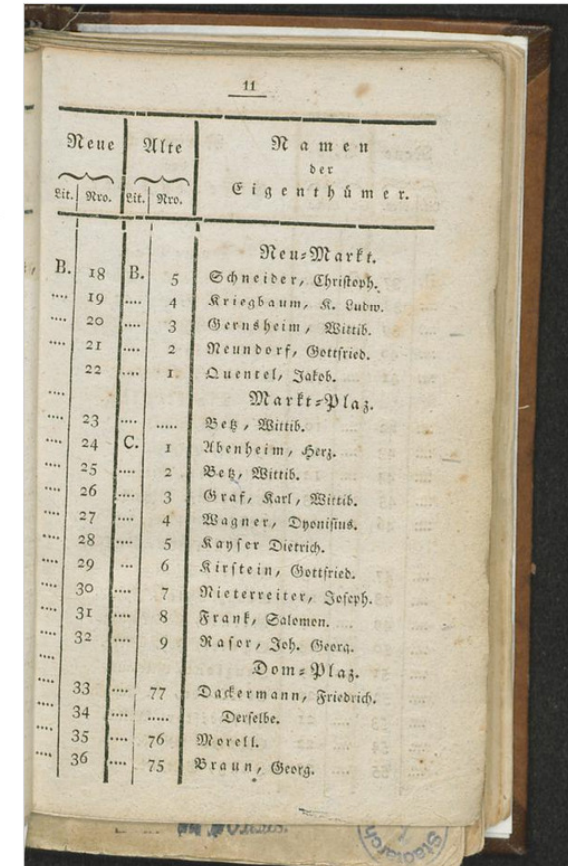 11
Neue Alte Namen
der
Eigenthümer.
Lit. Nro. Lit. Nro.
Neu=Markt.
B. 18 B. 5 Schneider, Christoph.
.... 19 .... 4 Kriegbaum, K. Ludw.
.... 20 .... 3 Gernsheim, Wittib.
.... 21 .... 2 Neundorf, Gottfried.
.... 22 .... 1. Quentel, Jakob.
Markt=Plaz.
.... 23 .... ..... Betz, Wittib.
.... 24 C. 1 Abenheim, Herz.
.... 25 .... 2 Betz, Wittib.
.... 26 .... 3 Graf, Karl, Wittib.
.... 27 .... 4 Wagner, Dyonisius.
.... 28 .... 5 Kayser Dietrich.
.... 29 ... 6 Kirstein, Gottfried.
.... 30 .... 7 Nieterreiter, Joseph.
.... 31 .... 8 Frank, Salomon.
.... 32 .... 9 Rasor, Joh. Georg.
Dom=Plaz.
.... 33 .... 77 Dackermann, Friedrich.
.... 34 .... ..... Derselbe.
.... 35 .... 76 Morell.
.... 36 .... 75 Braun, Georg.
Stadtarch